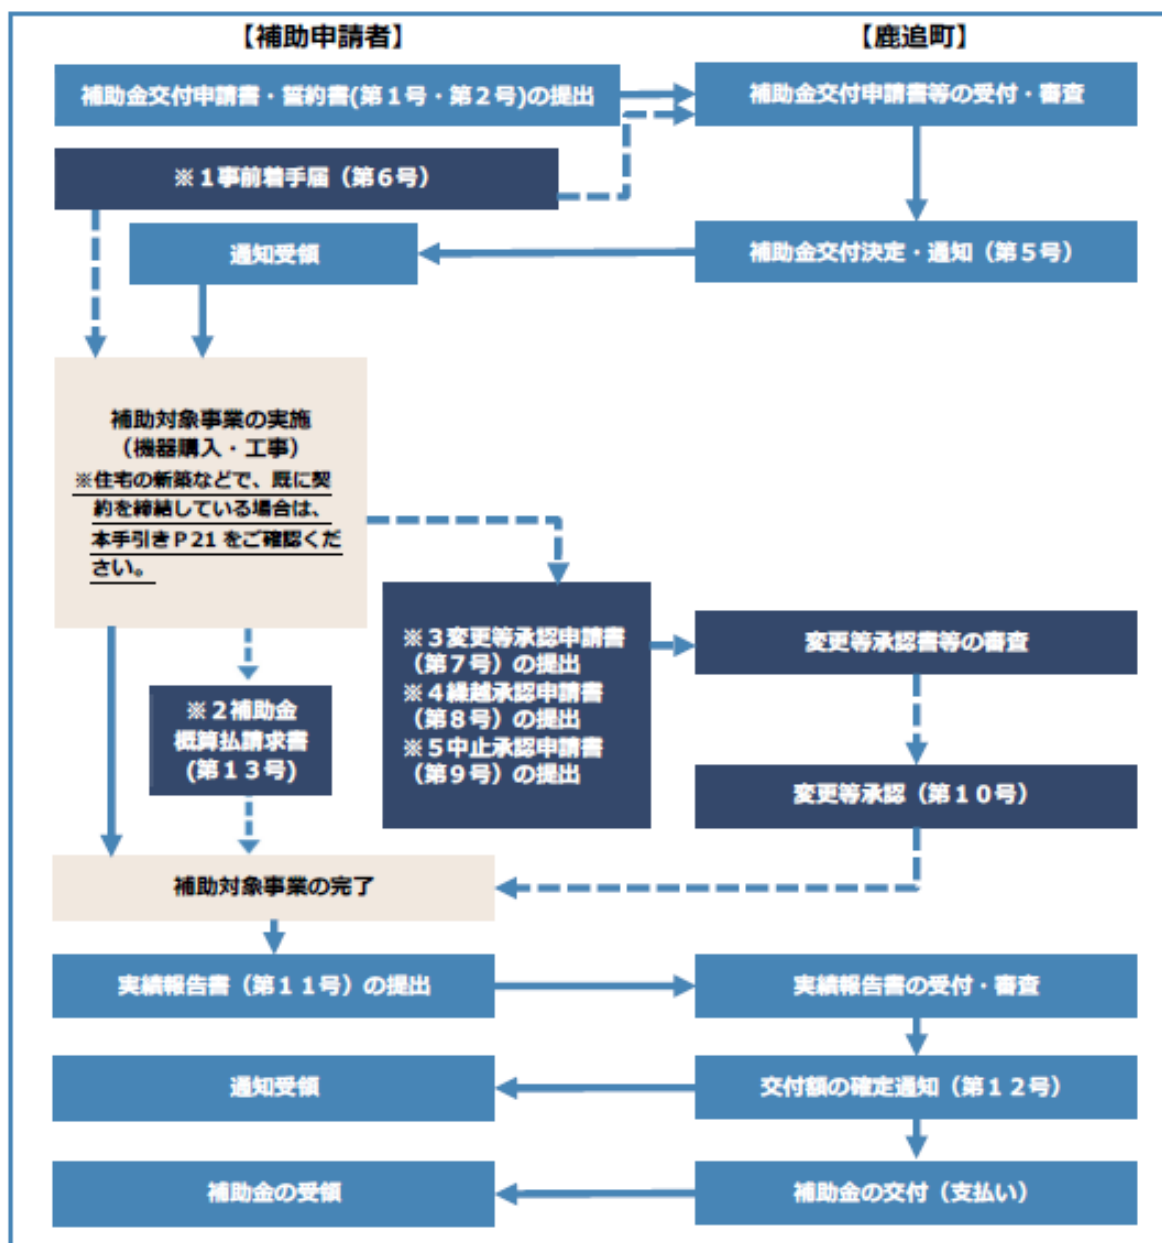 【補助申請者】
【鹿追町】
補助金交付申請書・誓約書(第１号・第２号)の提出
補助金交付申請書等の受付・審査
※１事前着手届（第６号）
通知受領
補助金交付決定・通知（第５号）
補助対象事業の実施
（機器購入・工事）
※住宅の新築などで、既に契
約を締結している場合は、
本手引きＰ21 をご確認くだ
さい。
※３変更等承認申請書
（第７号）の提出
※４繰越承認申請書
（第８号）の提出
※５中止承認申請書
（第９号）の提出
変更等承認書等の審査
※２補助金
概算払請求書
(第１３号)
変更等承認（第１０号）
補助対象事業の完了
実績報告書（第１１号）の提出
実績報告書の受付・審査
通知受領
交付額の確定通知（第１２号）
補助金の受領
補助金の交付（支払い）